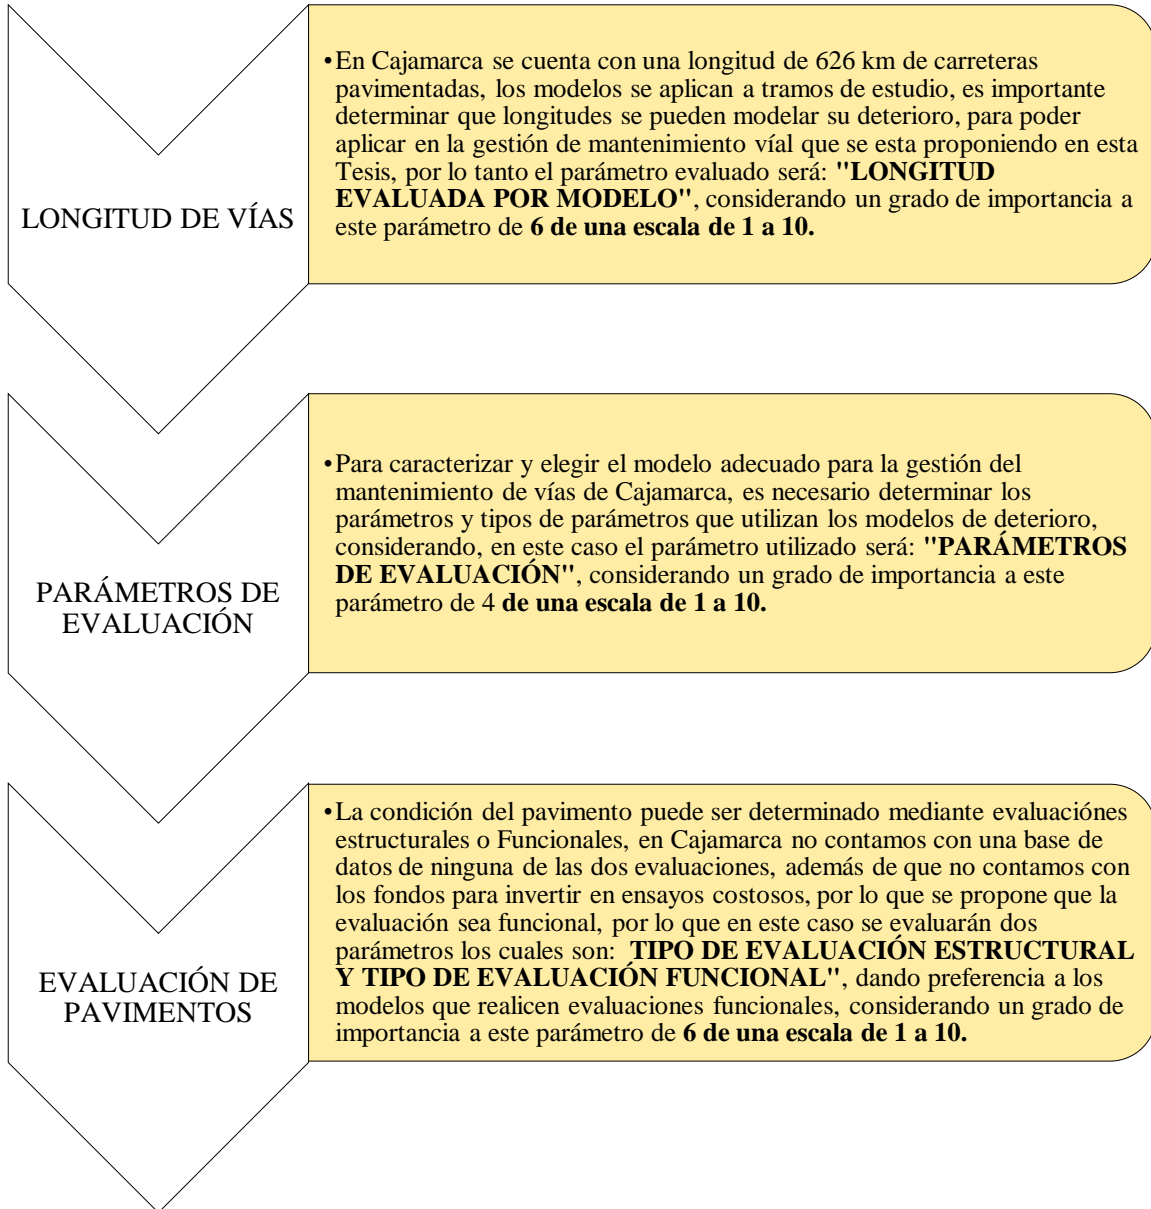 LONGITUD DE VÍAS
•En Cajamarca se cuenta con una longitud de 626 km de carreteras
pavimentadas, los modelos se aplican a tramos de estudio, es importante
determinar que longitudes se pueden modelar su deterioro, para poder
aplicar en la gestión de mantenimiento víal que se esta proponiendo en esta
Tesis, por lo tanto el parámetro evaluado será: "LONGITUD
EVALUADA POR MODELO", considerando un grado de importancia a
este parámetro de 6 de una escala de 1 a 10.
PARÁMETROS DE
EVALUACIÓN
•Para caracterizar y elegir el modelo adecuado para la gestión del
mantenimiento de vías de Cajamarca, es necesario determinar los
parámetros y tipos de parámetros que utilizan los modelos de deterioro,
considerando, en este caso el parámetro utilizado será: "PARÁMETROS
DE EVALUACIÓN", considerando un grado de importancia a este
parámetro de 4 de una escala de 1 a 10.
EVALUACIÓN DE
PAVIMENTOS
•La condición del pavimento puede ser determinado mediante evaluaciónes
estructurales o Funcionales, en Cajamarca no contamos con una base de
datos de ninguna de las dos evaluaciones, además de que no contamos con
los fondos para invertir en ensayos costosos, por lo que se propone que la
evaluación sea funcional, por lo que en este caso se evaluarán dos
parámetros los cuales son: TIPO DE EVALUACIÓN ESTRUCTURAL
Y TIPO DE EVALUACIÓN FUNCIONAL", dando preferencia a los
modelos que realicen evaluaciones funcionales, considerando un grado de
importancia a este parámetro de 6 de una escala de 1 a 10.